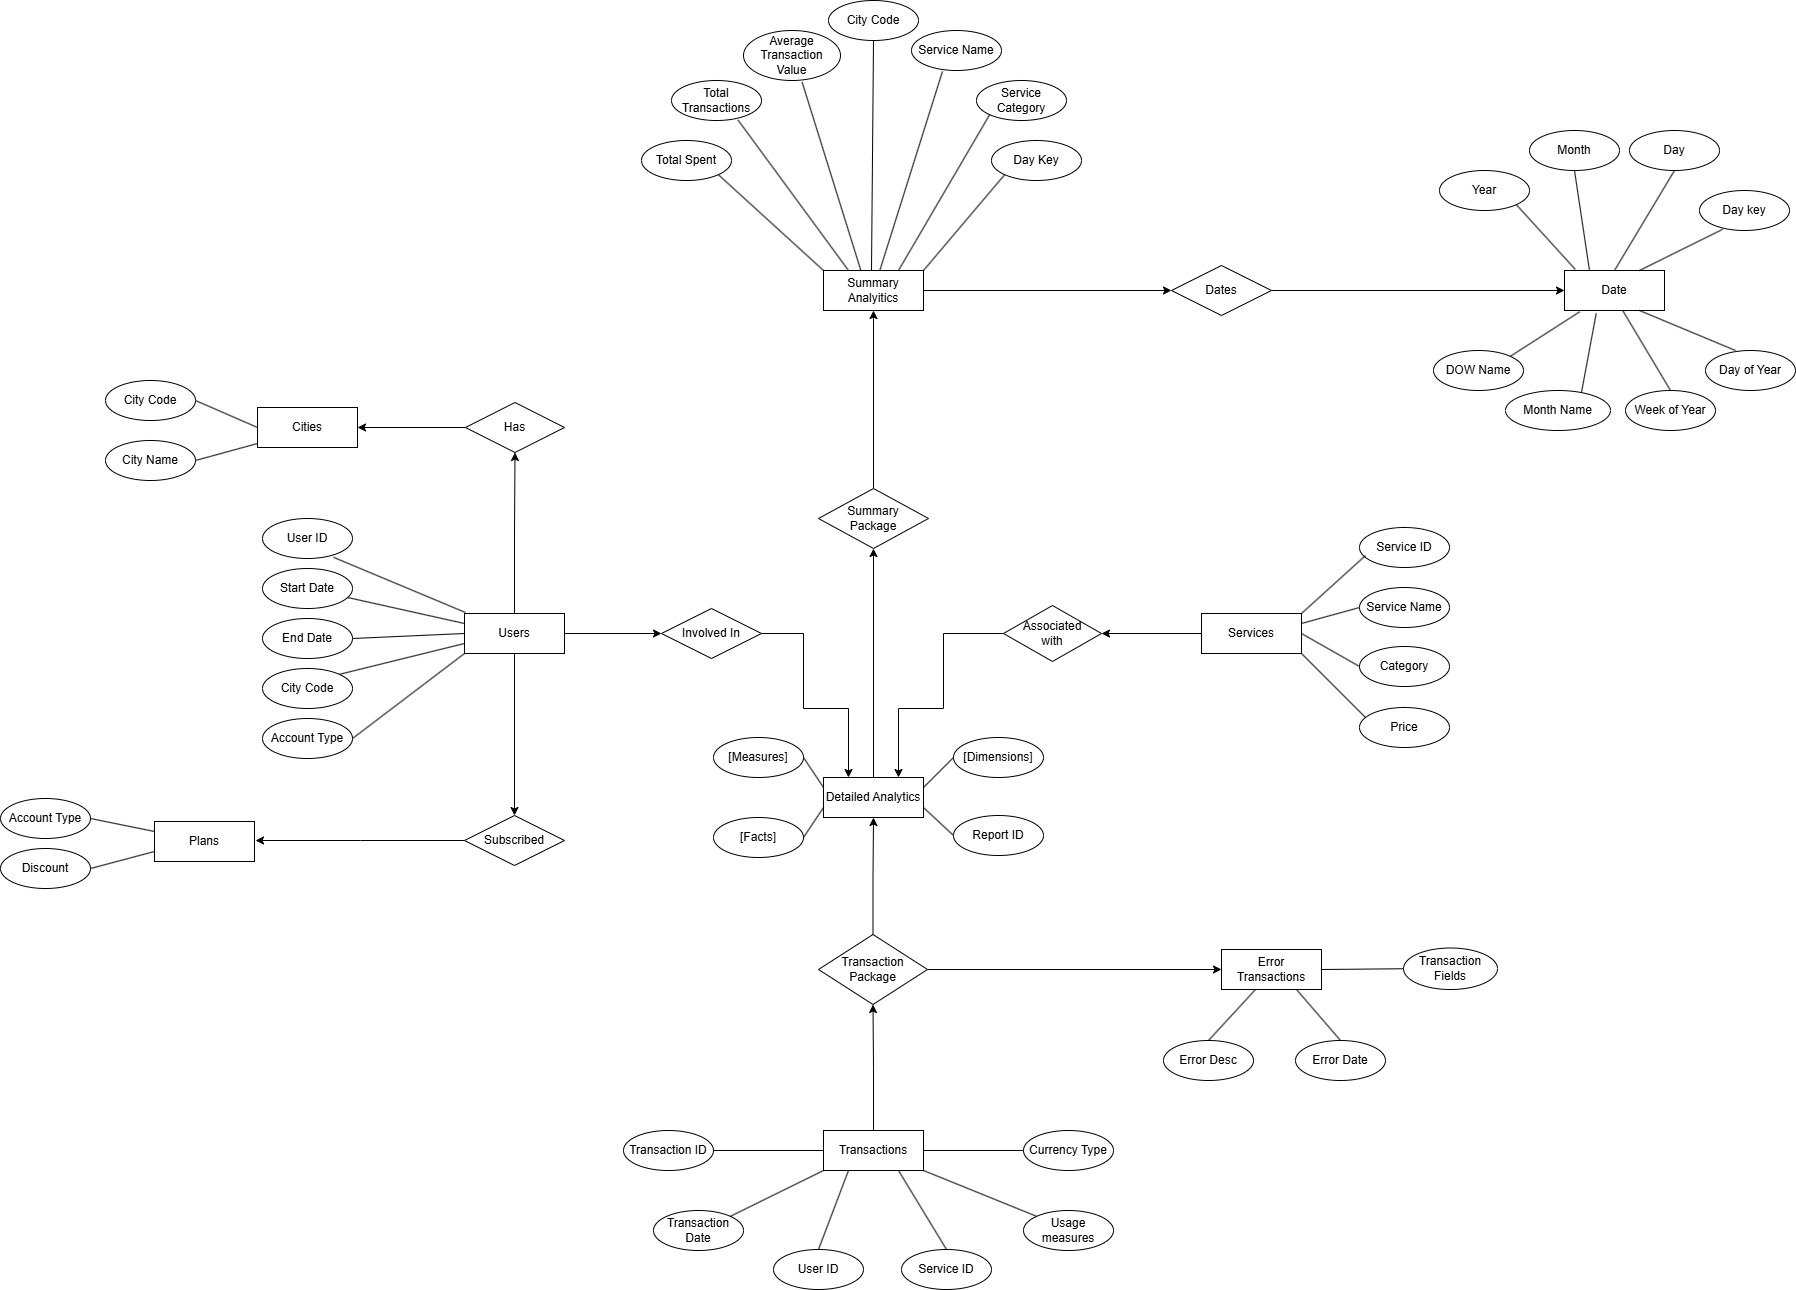 City Code
Average
Transaction
Value
Service Name
Total
Transactions
Service
Category
Total Spent
Day Key
Month
Day
Year
Day key
Summary
Analyitics
Dates
Date
DOW Name
Day of Year
Month Name
Week of Year
City Code
Cities
Has
City Name
Summary
Package
User ID
Start Date
End Date
City Code
Account Type
Users
Involved In
Associated
with
Services
Service ID
Service Name
Category
Price
[Measures]
[Dimensions]
Detailed Analytics
[Facts]
Report ID
Account Type
Plans
Subscribed
Discount
Transaction
Package
Error
Transactions
Transaction
Fields
Error Desc
Error Date
Transaction ID
Transactions
Currency Type
Transaction
Date
Usage
measures
User ID
Service ID